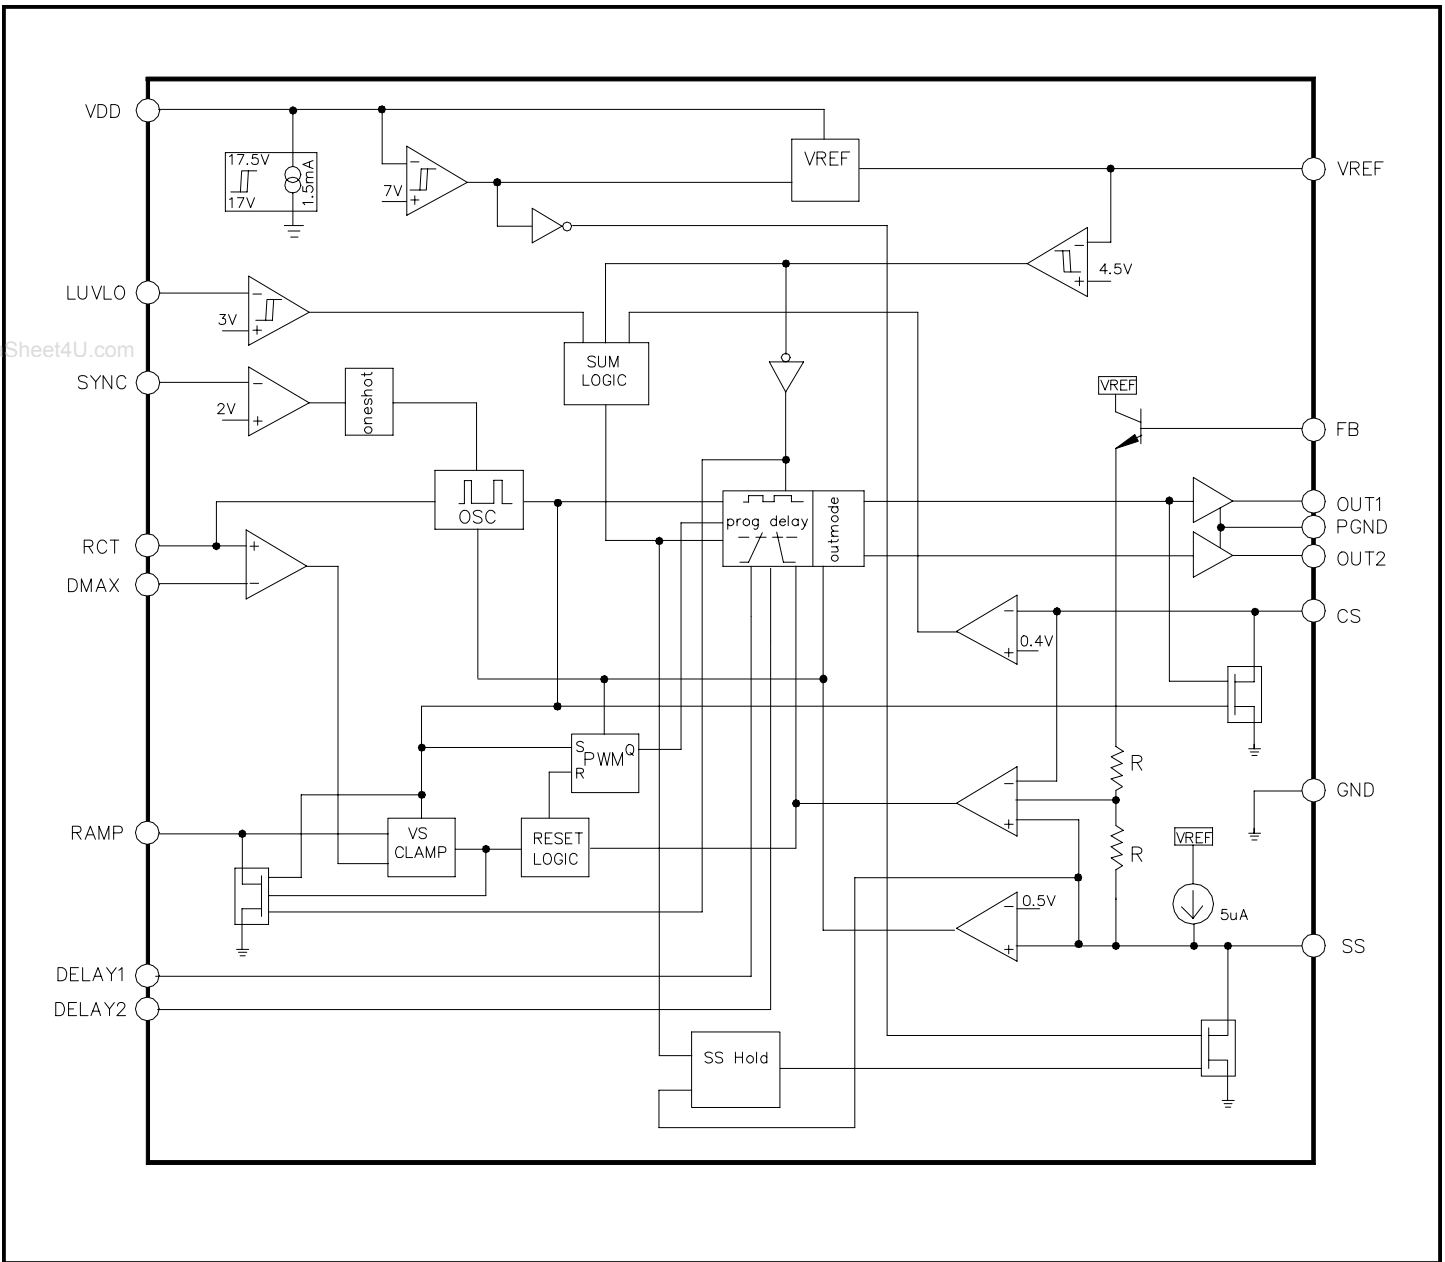 VDD
17.5V
17V
1.5mA
−
7V
+
VREF
VREF
−
4.5V
+
LUVLO
−
3V
+
Sheet4U.com
SUM
LOGIC
SYNC
−
2V
+
oneshot
VREF
FB
OSC
prog delay
outmode
OUT1
PGND
OUT2
RCT
+
DMAX
−
−
0.4V
+
CS
S
PWM
Q
R
R
−
+
GND
RAMP
VS
CLAMP
RESET
LOGIC
R
VREF
−
0.5V
+
5uA
SS
DELAY1
DELAY2
SS Hold